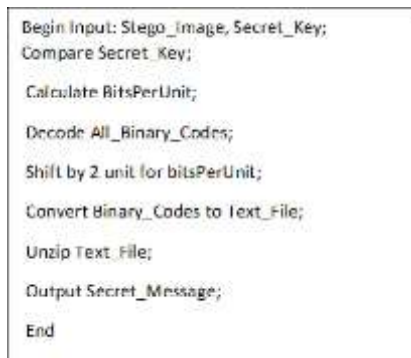 Begin Input: Stego_Image, Secret_Key;
Compare Secret_Key;
Calculate BitsPerUnit;
Decode All_Binary_Codes;
Shift by 2 unit for bitsPerUnit;
Convert Binary_Codes to Text_File;
Unzip Text_File;
Output Secret_Message;
End